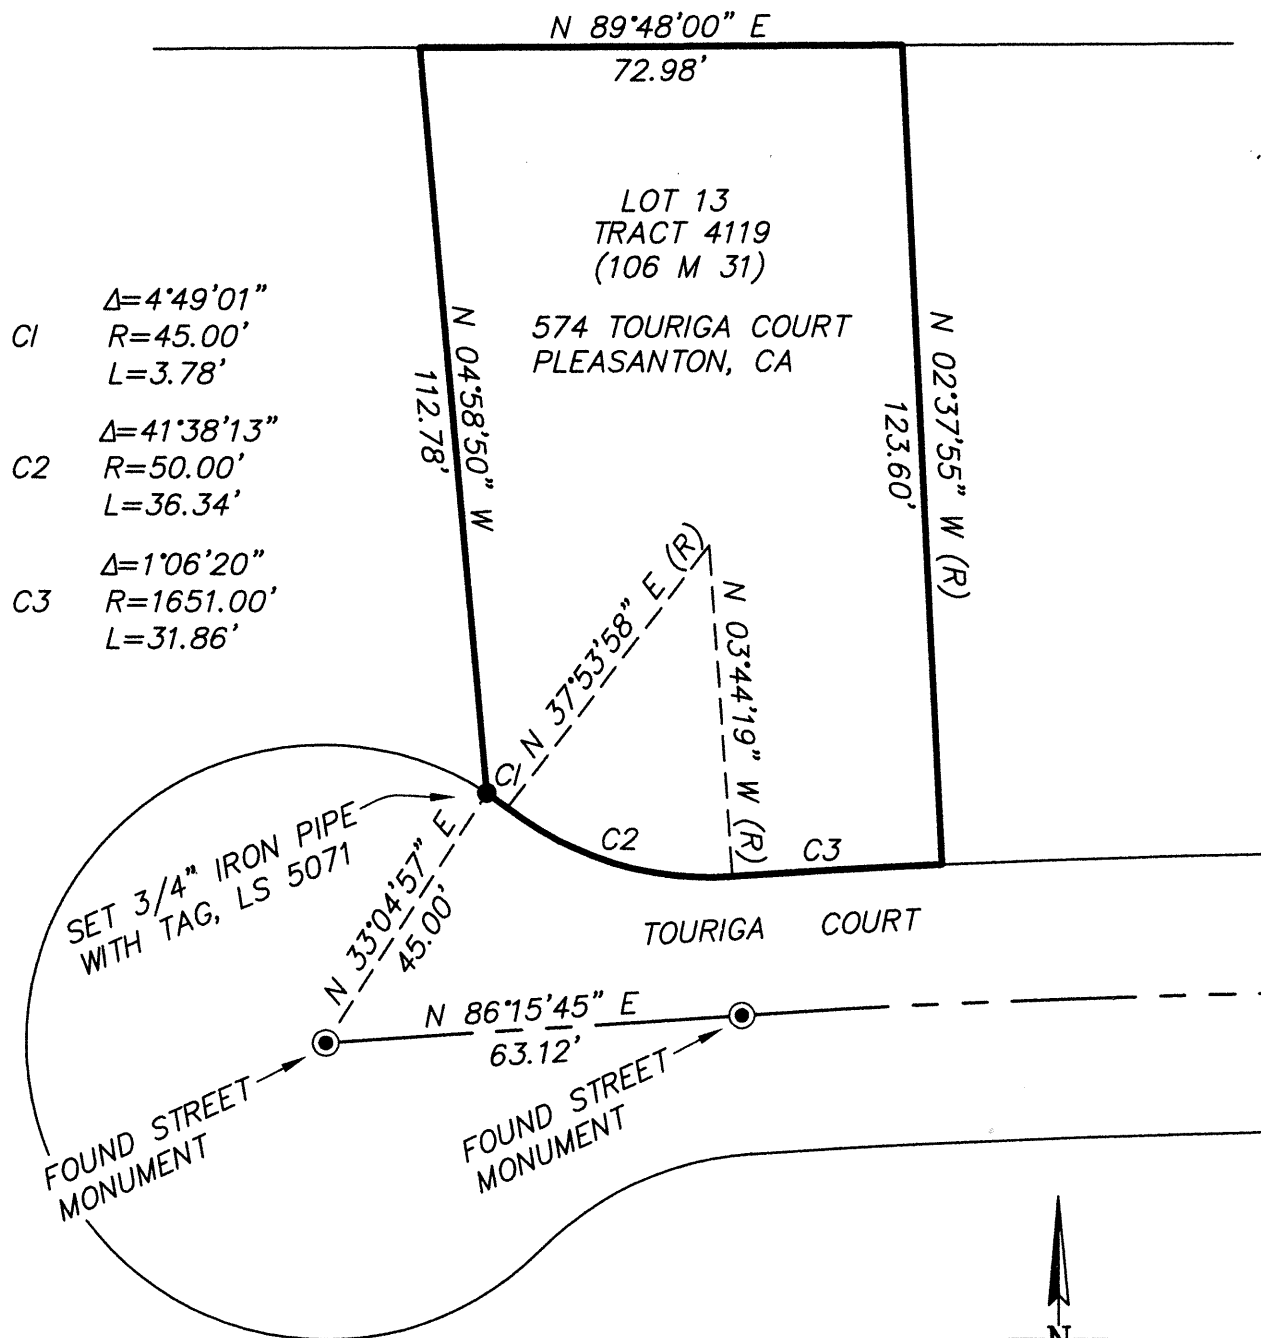 N 89°48'00" E
72.98'
LOT 13
TRACT 4119
(106 M 31)
574 TOURIGA COURT
PLEASANTON, CA
Δ=4°49'01"
C1 R=45.00'
L=3.78'
Δ=41°38'13"
C2 R=50.00'
L=36.34'
Δ=1°06'20"
C3 R=1651.00'
L=31.86'
N 04°58'50" W
112.78'
N 02°37'55" W (R)
123.60'
N 37°53'58" E (R)
N 03°44'19" W (R)
C1
C2
C3
SET 3/4" IRON PIPE
WITH TAG, LS 5071
N 33°04'57" E
45.00'
TOURIGA COURT
N 86°15'45" E
63.12'
FOUND STREET
MONUMENT
FOUND STREET
MONUMENT
N